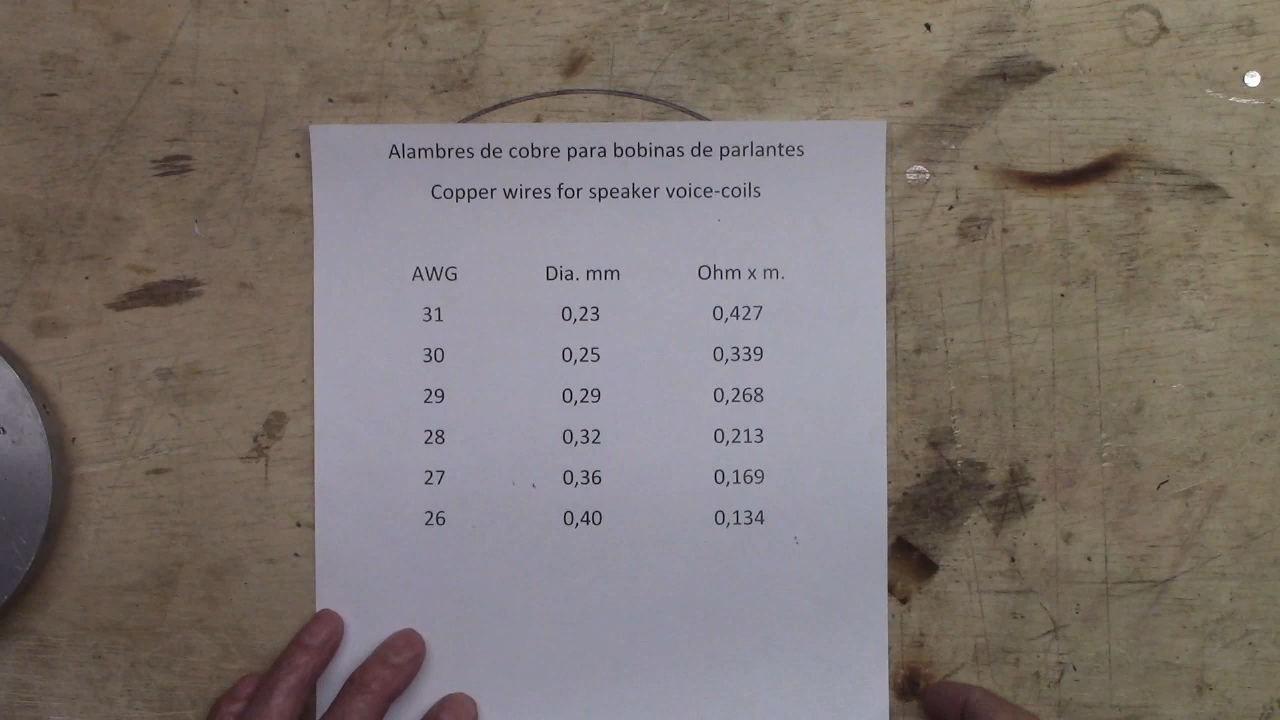 Alambres de cobre para bobinas de parlantes
Copper wires for speaker voice-coils
AWG Dia. mm Ohm x m.
31 0,23 0,427
30 0,25 0,339
29 0,29 0,268
28 0,32 0,213
27 0,36 0,169
26 0,40 0,134